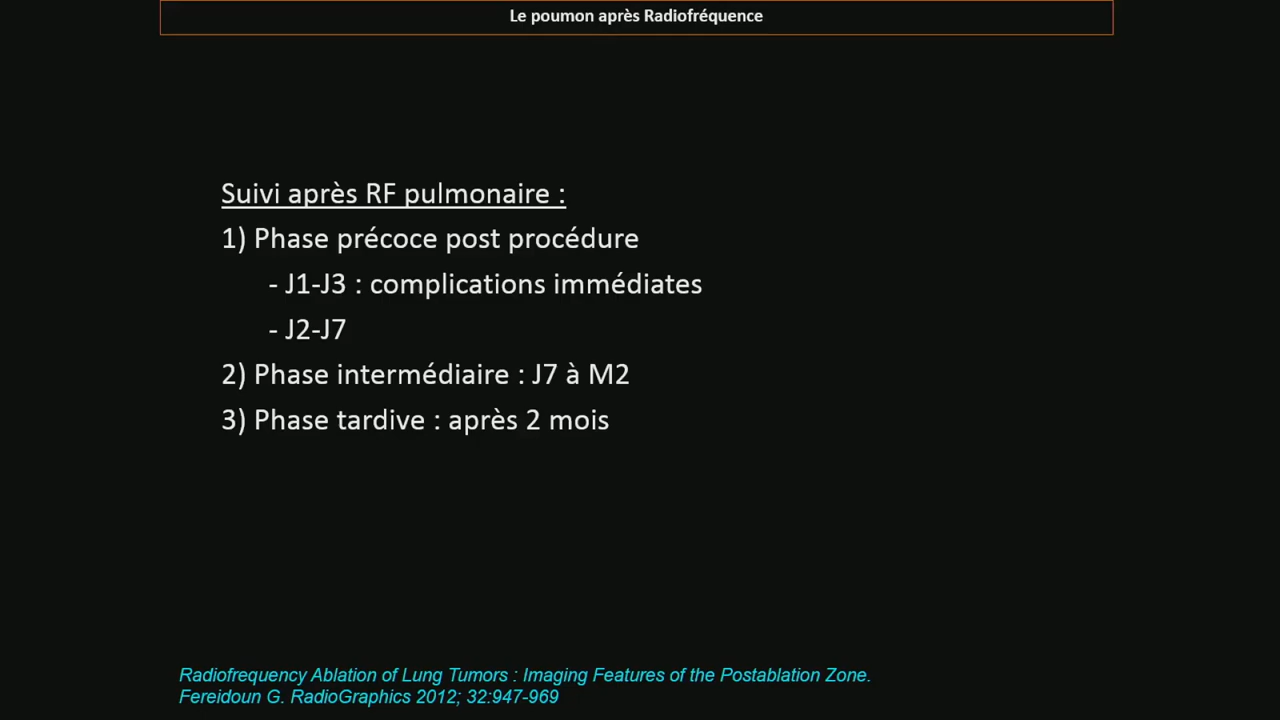 Le poumon après Radiofréquence
Suivi après RF pulmonaire :
1) Phase précoce post procédure
- J1-J3 : complications immédiates
- J2-J7
2) Phase intermédiaire : J7 à M2
3) Phase tardive : après 2 mois
Radiofrequency Ablation of Lung Tumors : Imaging Features of the Postablation Zone.
Fereidoun G. RadioGraphics 2012; 32:947-969